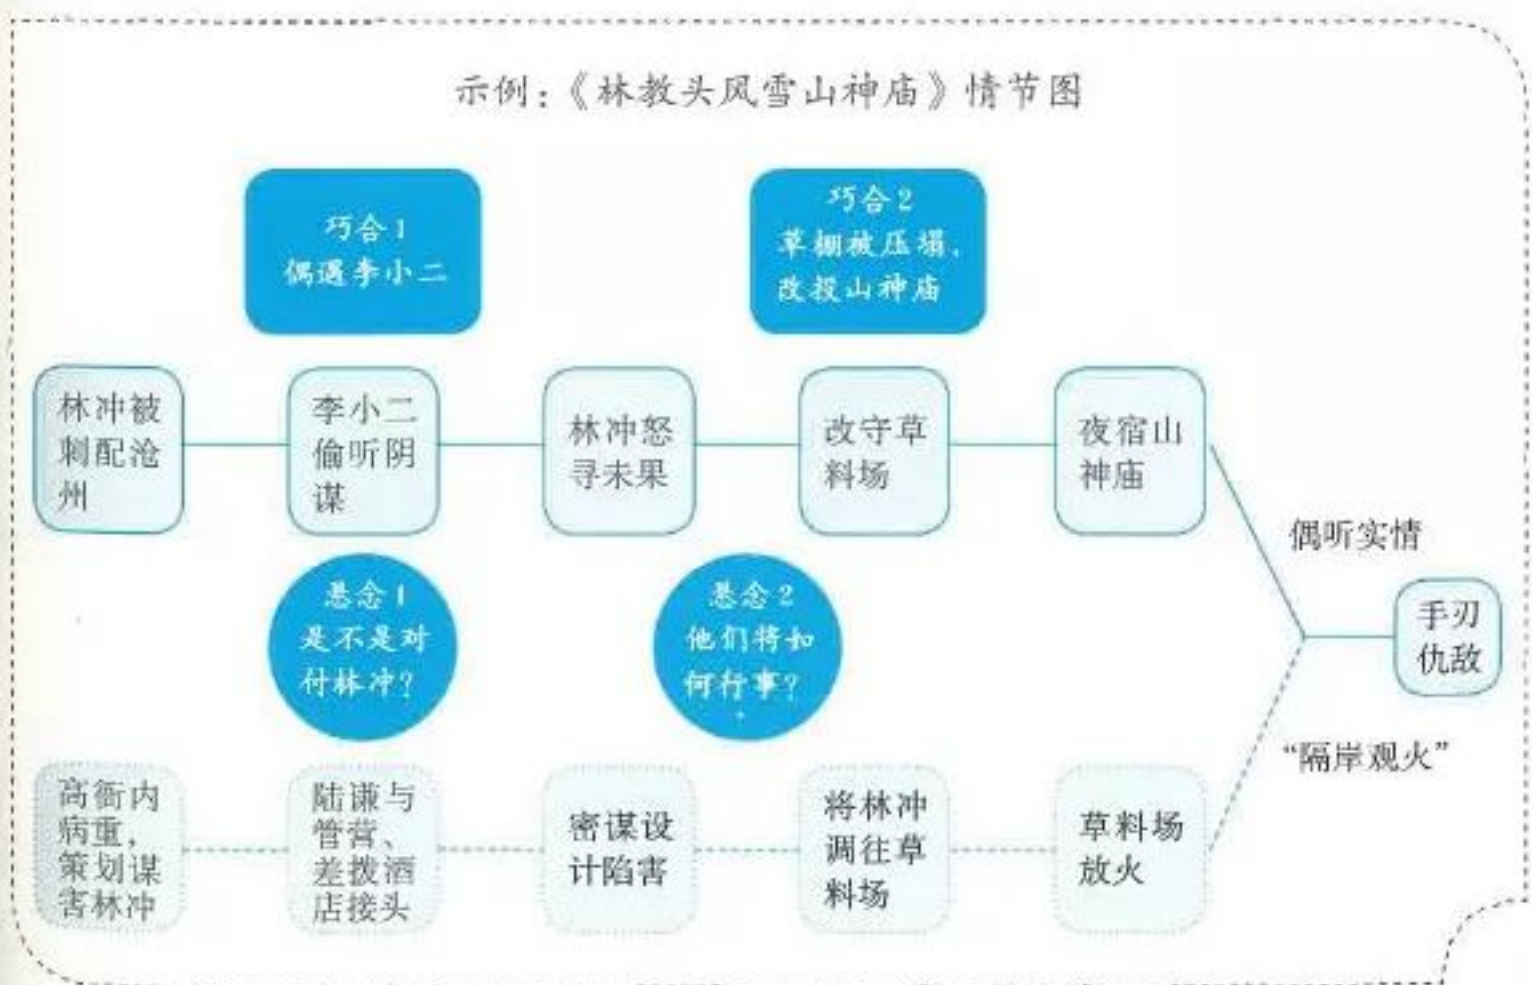 示例:《林教头风雪山神庙》情节图
巧合1
偶遇李小二
巧合2
草棚被压塌,
改投山神庙
林冲被
刺配沧
州
李小二
偷听阴
谋
林冲怒
寻未果
改守草
料场
夜宿山
神庙
偶听实情
手刃
仇敌
悬念1
是不是对
付林冲?
悬念2
他们将如
何行事?
“隔岸观火”
高衙内
病重,
策划谋
害林冲
陆谦与
管营、
差拨酒
店接头
密谋设
计陷害
将林冲
调往草
料场
草料场
放火